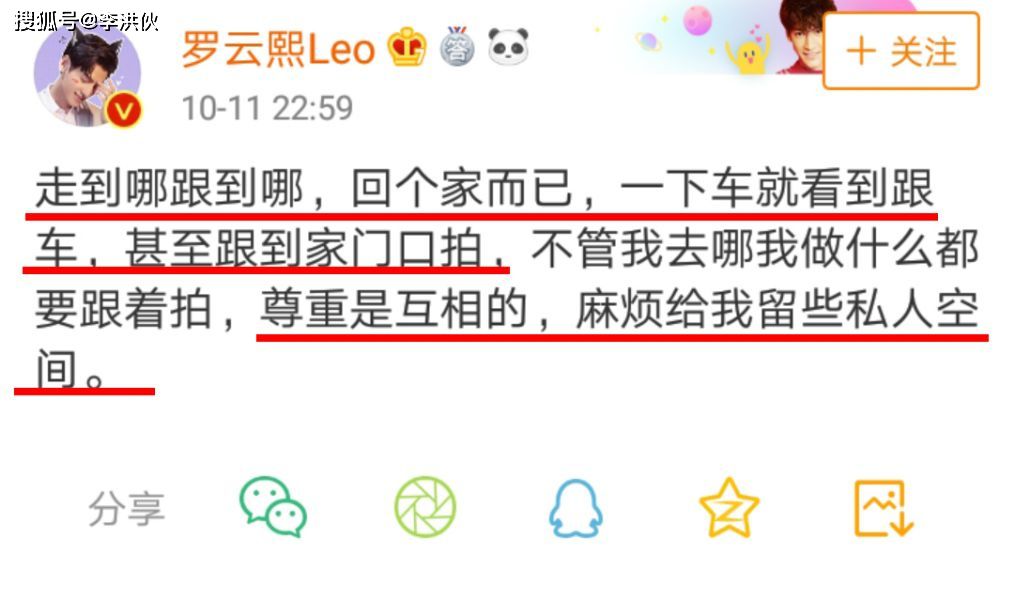 搜狐号@李洪伙
罗云熙Leo
答
＋ 关注
10-11 22:59
走到哪跟到哪，回个家而已，一下车就看到跟
车，甚至跟到家门口拍，不管我去哪我做什么都
要跟着拍，尊重是互相的，麻烦给我留些私人空
间。
分享